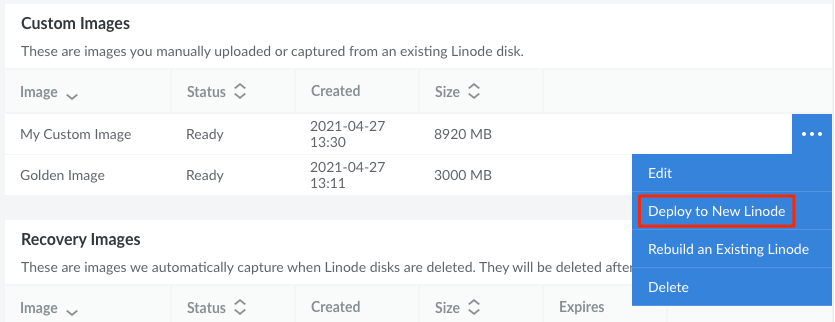 Custom Images
These are images you manually uploaded or captured from an existing Linode disk.
Image Status Created Size
My Custom Image Ready 2021-04-27 13:30 8920 MB
Golden Image Ready 2021-04-27 13:11 3000 MB
Edit
Deploy to New Linode
Rebuild an Existing Linode
Delete
Recovery Images
These are images we automatically capture when Linode disks are deleted. They will be deleted after
Image Status Created Size Expires